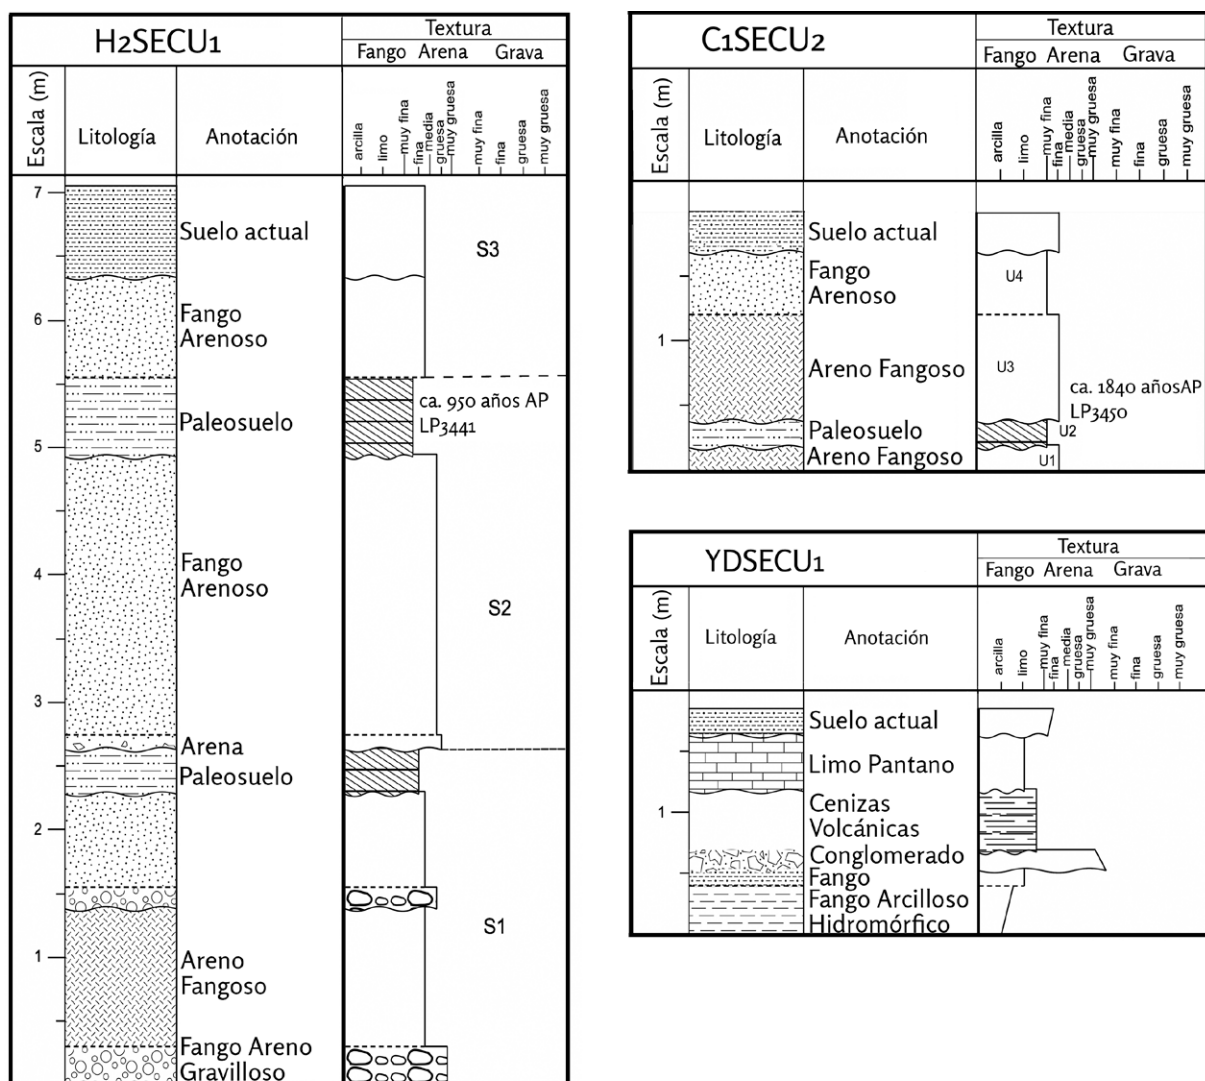 H2SECU1
Textura
Fango Arena Grava
Escala (m)
Litología
Anotación
arcilla
limo
muy fina
fina
media
gruesa
muy gruesa
muy fina
fina
gruesa
muy gruesa
7
Suelo actual
S3
6
Fango
Arenoso
ca. 950 años AP
LP3441
Paleosuelo
5
Fango
Arenoso
4
S2
3
Arena
Paleosuelo
2
S1
Areno
Fangoso
1
Fango Areno
Gravilloso
C1SECU2
Textura
Fango Arena Grava
Escala (m)
Litología
Anotación
arcilla
limo
muy fina
fina
media
gruesa
muy gruesa
muy fina
fina
gruesa
muy gruesa
Suelo actual
Fango
Arenoso
U4
1
Areno Fangoso
U3
ca. 1840 añosAP
LP3450
Paleosuelo
U2
Areno Fangoso
U1
YDSECU1
Textura
Fango Arena Grava
Escala (m)
Litología
Anotación
arcilla
limo
muy fina
fina
media
gruesa
muy gruesa
muy fina
fina
gruesa
muy gruesa
Suelo actual
Limo Pantano
1
Cenizas
Volcánicas
Conglomerado
Fango
Fango Arcilloso
Hidromórfico